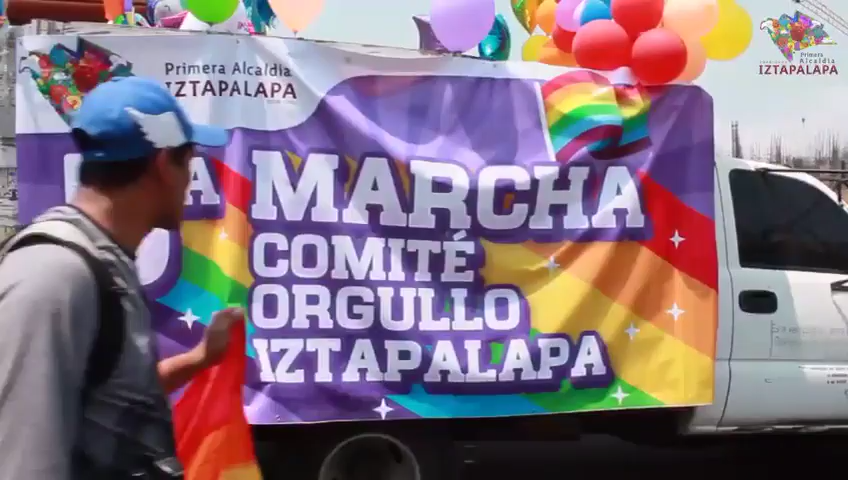 Primera Alcaldía
IZTAPALAPA
Primera
Alcaldía
IZTAPALAPA
MARCHA
COMITÉ
ORGULLO
IZTAPALAPA